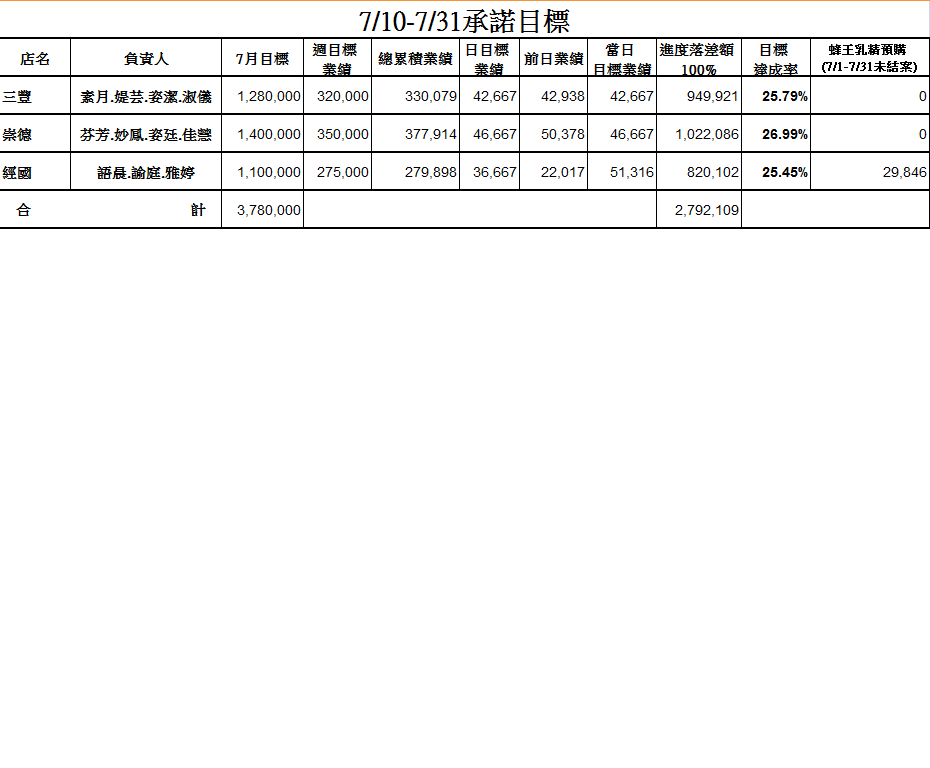 7/10-7/31承諾目標
店名 負責人 7月目標 週目標業績 總累積業績 日目標業績 前日業績 當日目標業績 進度落差額100% 目標達成率 蜂王乳精預購(7/1-7/31未結案)
三豐 素月.媞芸.姿潔.淑儀 1,280,000 320,000 330,079 42,667 42,938 42,667 949,921 25.79% 0
崇德 芬芳.妙鳳.姿廷.佳慧 1,400,000 350,000 377,914 46,667 50,378 46,667 1,022,086 26.99% 0
經國 語晨.諭庭.雅婷 1,100,000 275,000 279,898 36,667 22,017 51,316 820,102 25.45% 29,846
合計 3,780,000 2,792,109